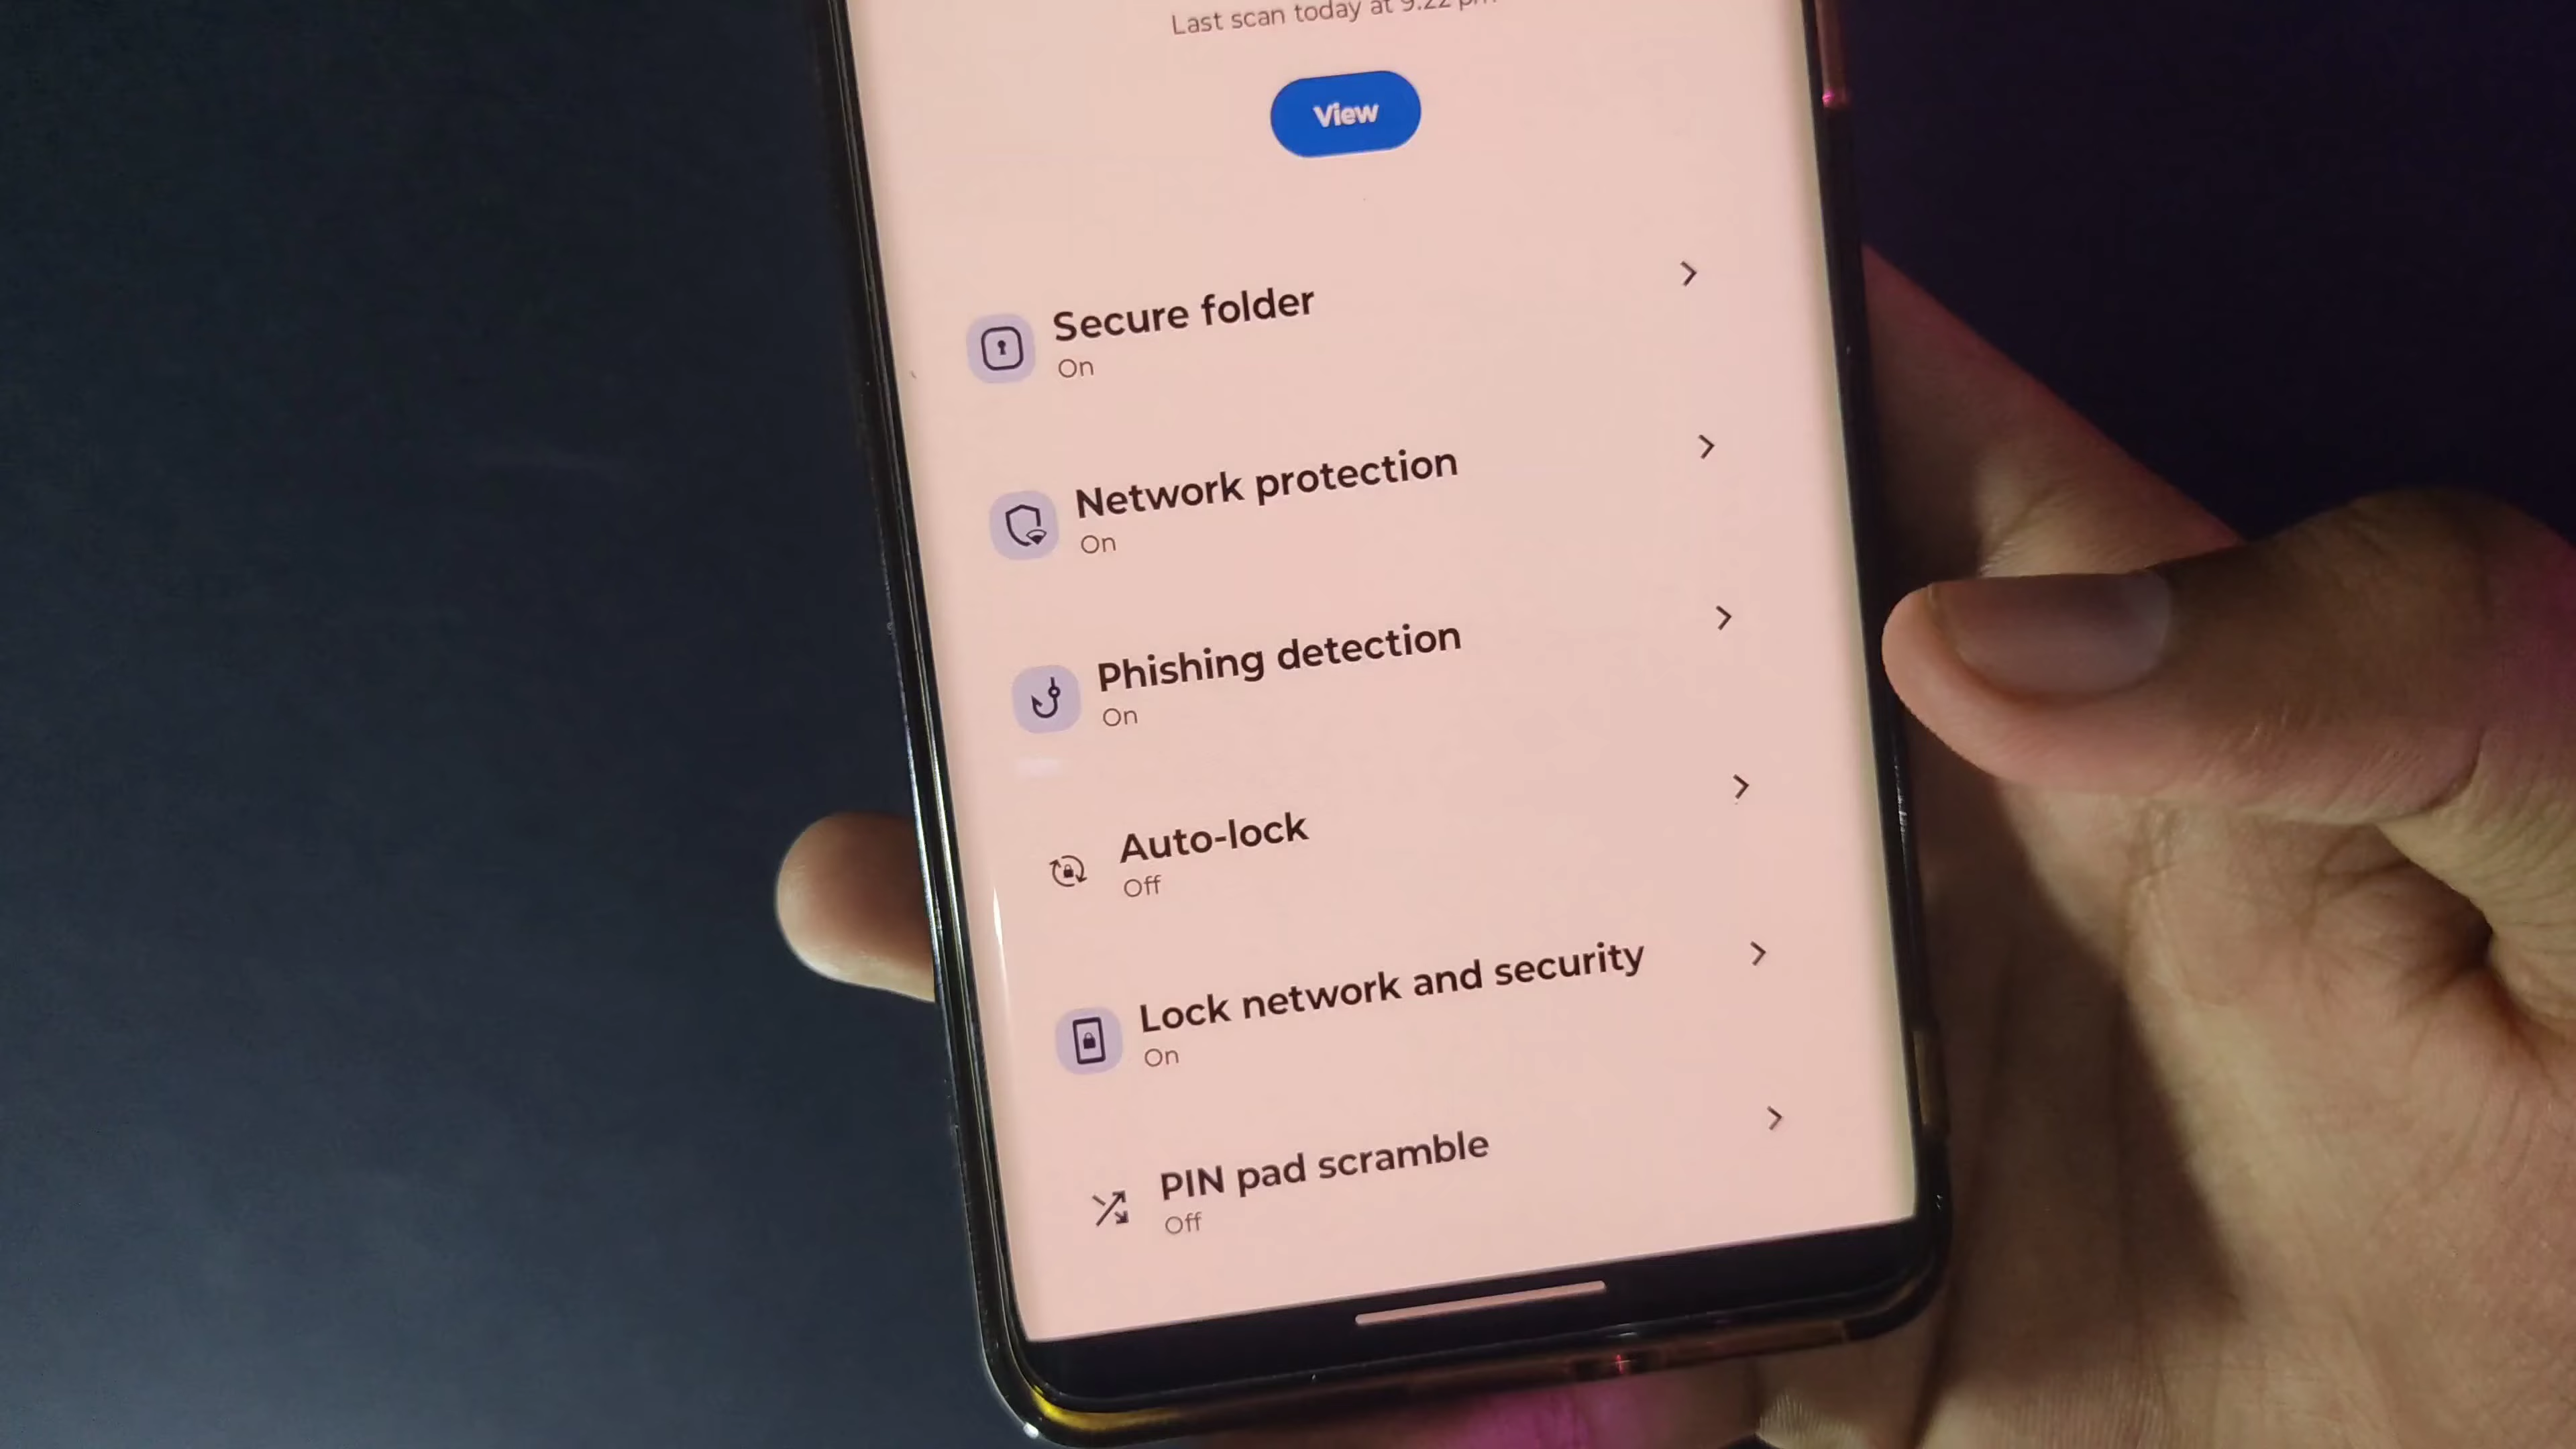 Last scan today at 9:22 pm
View
Secure folder
On
Network protection
On
Phishing detection
On
Auto-lock
Off
Lock network and security
On
PIN pad scramble
Off